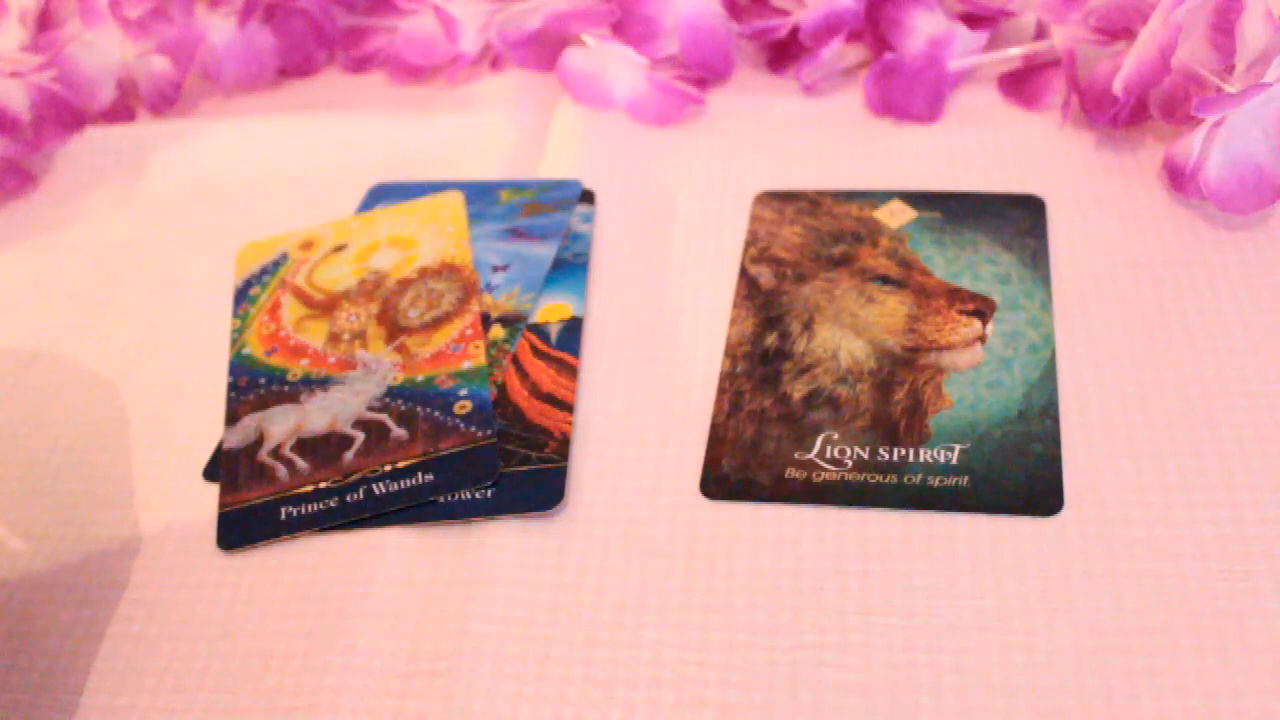 Prince of Wands
Tower
LION SPIRIT
Be generous of spirit.